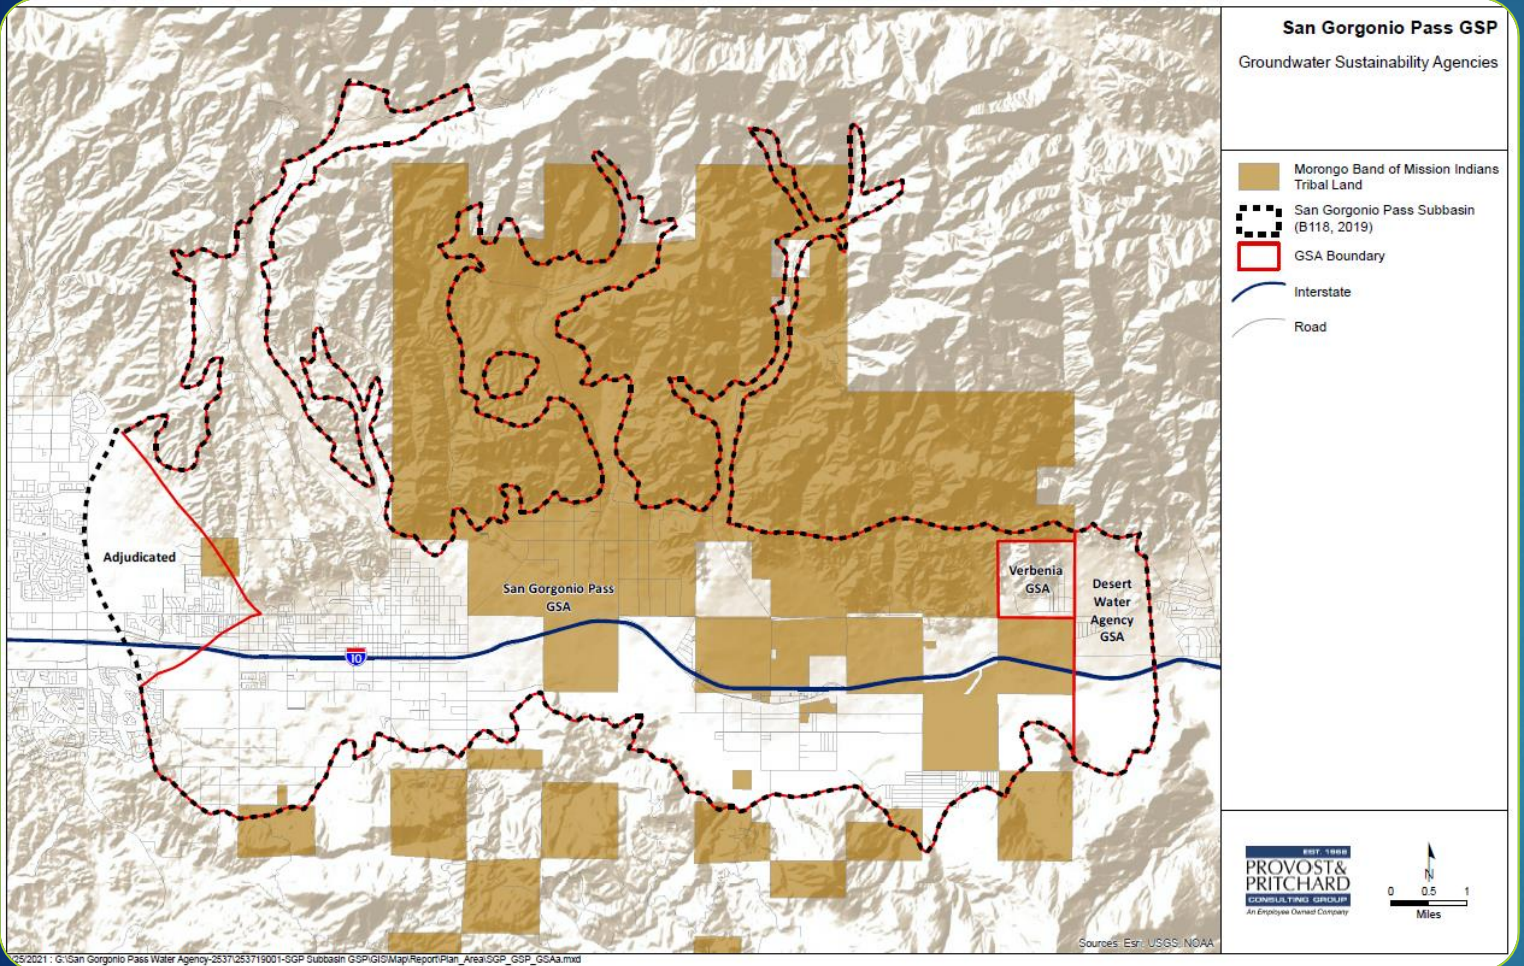 San Gorgonio Pass GSP
Groundwater Sustainability Agencies
Morongo Band of Mission Indians
Tribal Land
San Gorgonio Pass Subbasin
(B118, 2019)
GSA Boundary
Interstate
Road
Adjudicated
San Gorgonio Pass
GSA
Verbenia
GSA
Desert
Water
Agency
GSA
10
EST. 1968
PROVOST&
PRITCHARD
CONSULTING GROUP
An Employee Owned Company
N
0 0.5 1
Miles
Sources: Esri, USGS, NOAA
/25/2021 : G:\San Gorgonio Pass Water Agency-2537\253719001-SGP Subbasin GSP\GIS\Map\Report\Plan_Area\SGP_GSP_GSAa.mxd